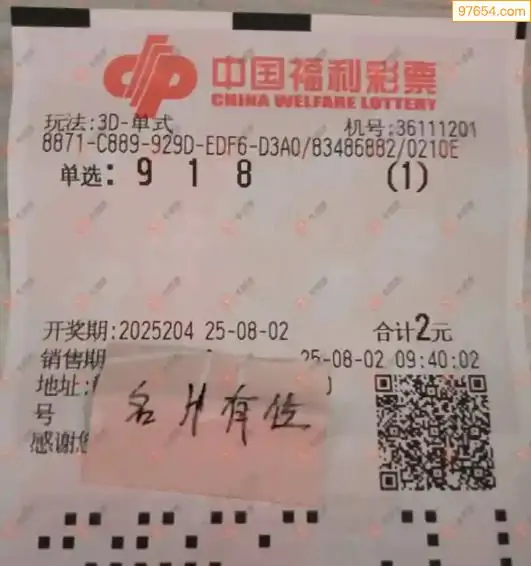 97654.com
中国福利彩票
CHINA WELFARE LOTTERY
玩法:3D-单式 机号:36111201
8871-C889-929D-EDF6-D3A0/83486882/0210E
单选: 9 1 8 (1)
开奖期:2025204 25-08-02 合计2元
销售期 25-08-02 09:40:02
地址:
名片有位
号
感谢您